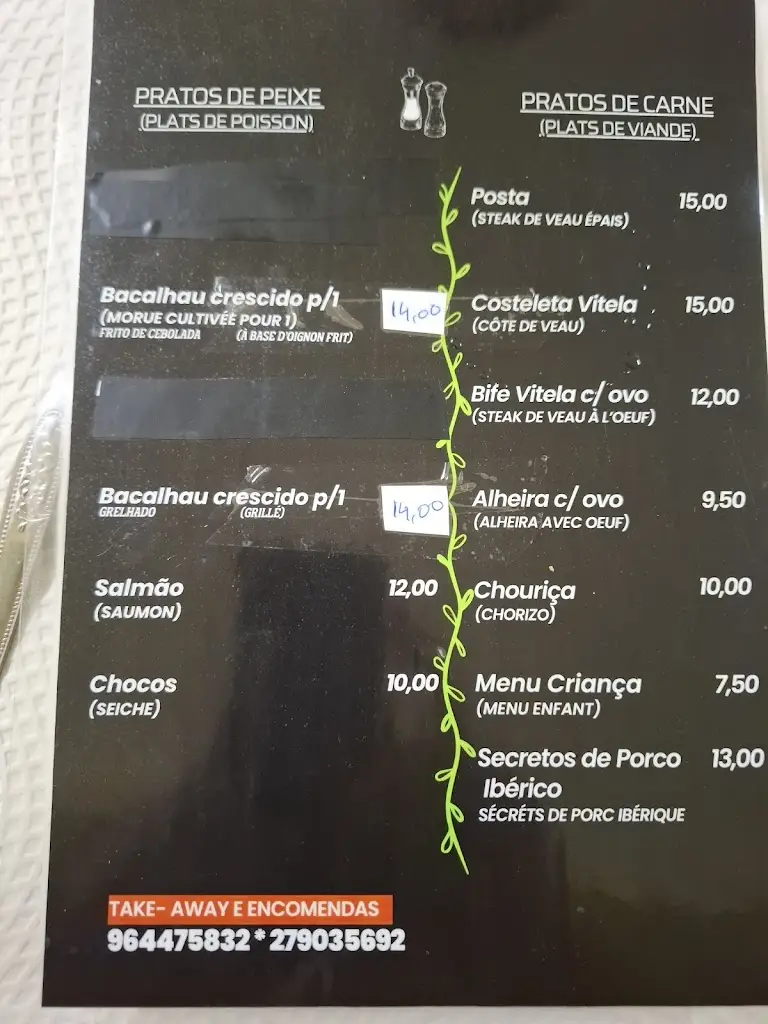 PRATOS DE PEIXE
(PLATS DE POISSON)
Bacalhau crescido p/1 14,00
(MORUE CULTIVÉE POUR 1)
FRITO DE CEBOLADA (À BASE D'OIGNON FRIT)
Bacalhau crescido p/1 14,00
GRELHADO (GRILLÉ)
Salmão 12,00
(SAUMON)
Chocos 10,00
(SEICHE)
PRATOS DE CARNE
(PLATS DE VIANDE)
Posta 15,00
(STEAK DE VEAU ÉPAIS)
Costeleta Vitela 15,00
(CÔTE DE VEAU)
Bife Vitela c/ ovo 12,00
(STEAK DE VEAU À L'OEUF)
Alheira c/ ovo 9,50
(ALHEIRA AVEC OEUF)
Chouriça 10,00
(CHORIZO)
Menu Criança 7,50
(MENU ENFANT)
Secretos de Porco 13,00
Ibérico
SÉCRÉTS DE PORC IBÉRIQUE
TAKE- AWAY E ENCOMENDAS
964475832 * 279035692